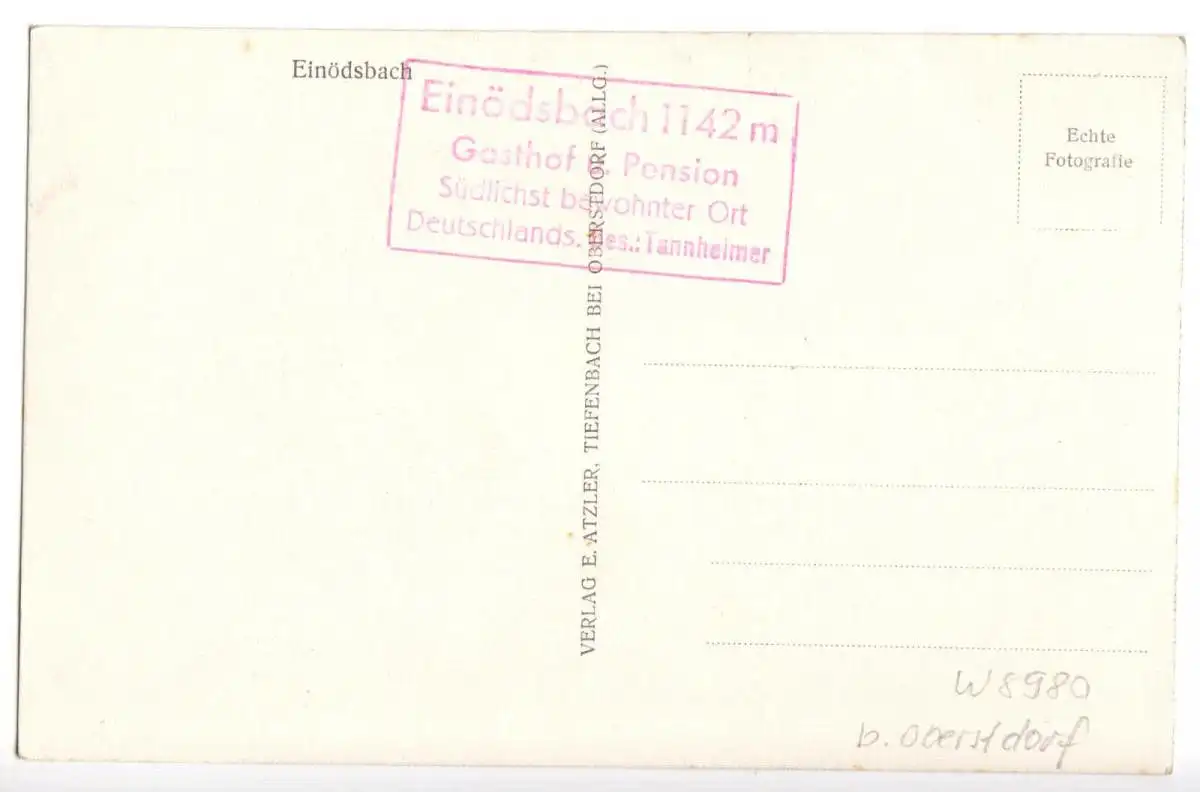 Einödsbach
Einödsbach 1142 m
Gasthof u. Pension
Südlichst bewohnter Ort
Deutschlands. Bes.: Tannheimer
VERLAG E. ATZLER, TIEFENBACH BEI OBERSTDORF (ALLG.)
Echte
Fotografie
W8980
b. Oberstdorf